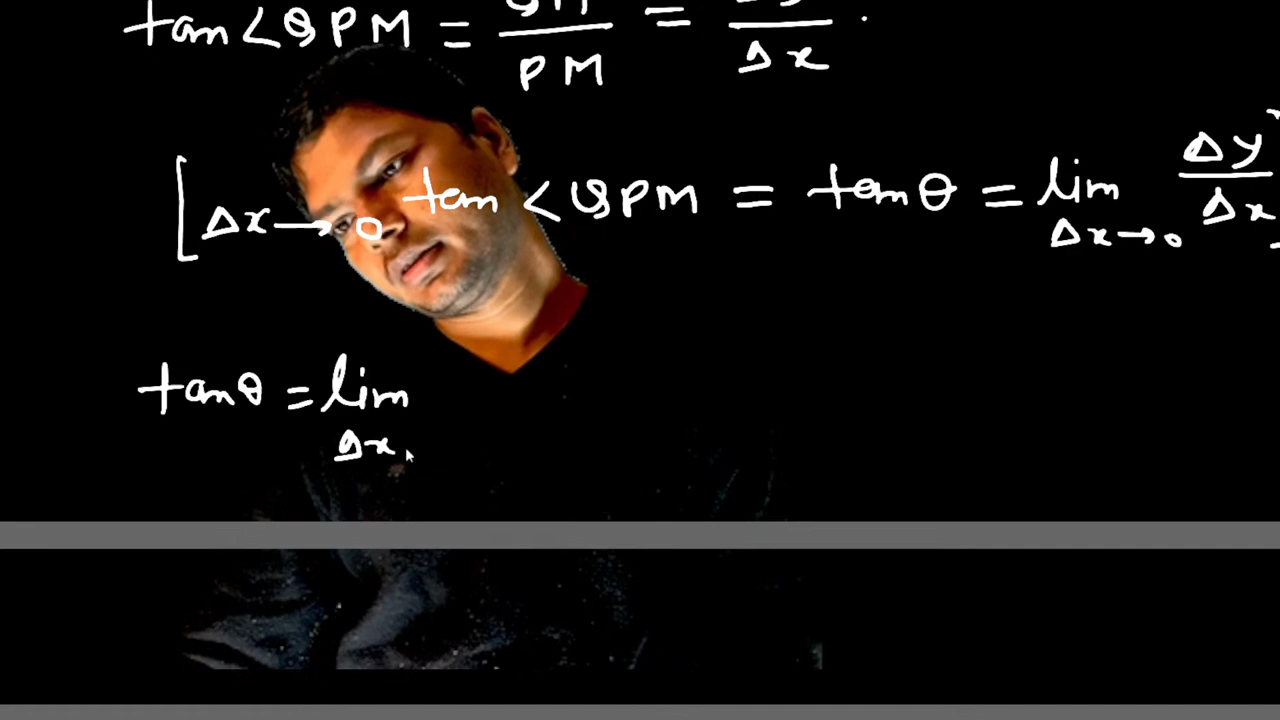 tan<QPM = QM/PM = Δy/Δx .
[Δx→0 tan<QPM = tanθ = lim Δx→0 Δy/Δx]
tanθ = lim Δx